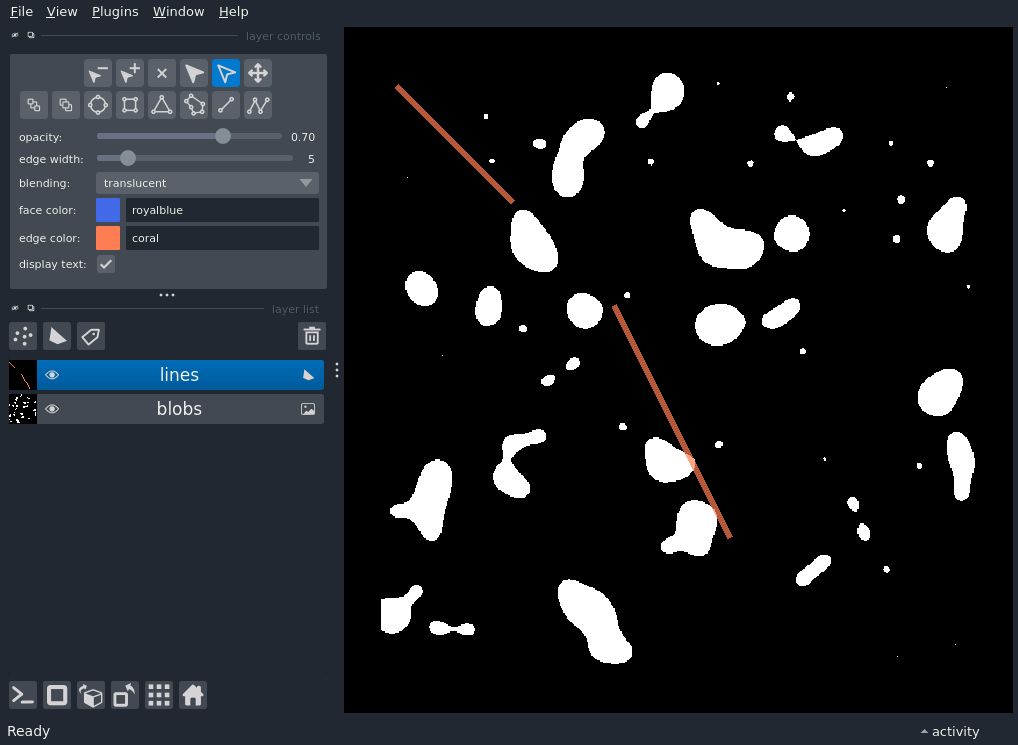 File View Plugins Window Help
layer controls
opacity: 0.70
edge width: 5
blending: translucent
face color: royalblue
edge color: coral
display text:
layer list
lines
blobs
Ready activity